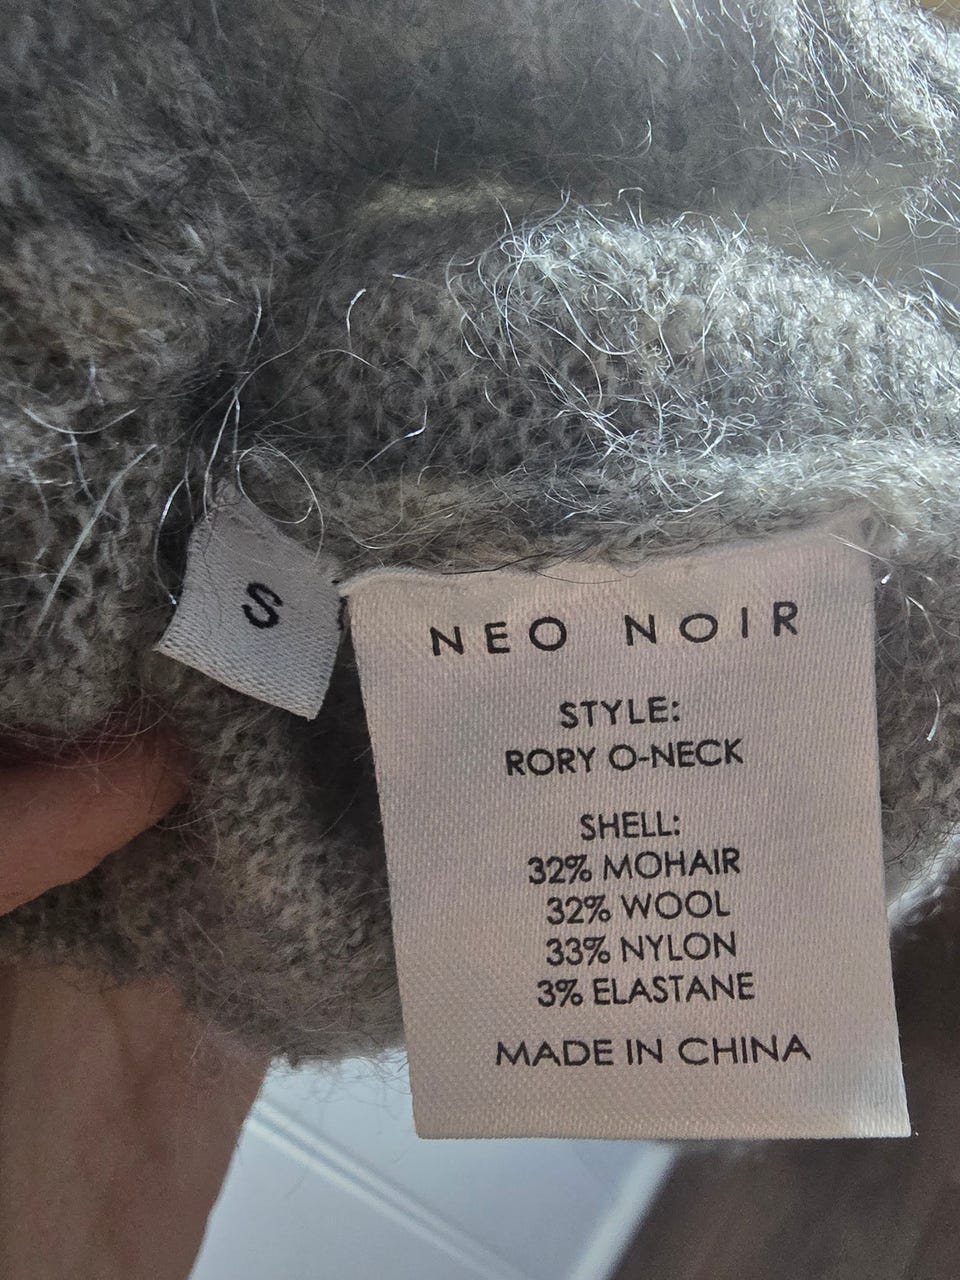 S
NEO NOIR
STYLE:
RORY O-NECK
SHELL:
32% MOHAIR
32% WOOL
33% NYLON
3% ELASTANE
MADE IN CHINA